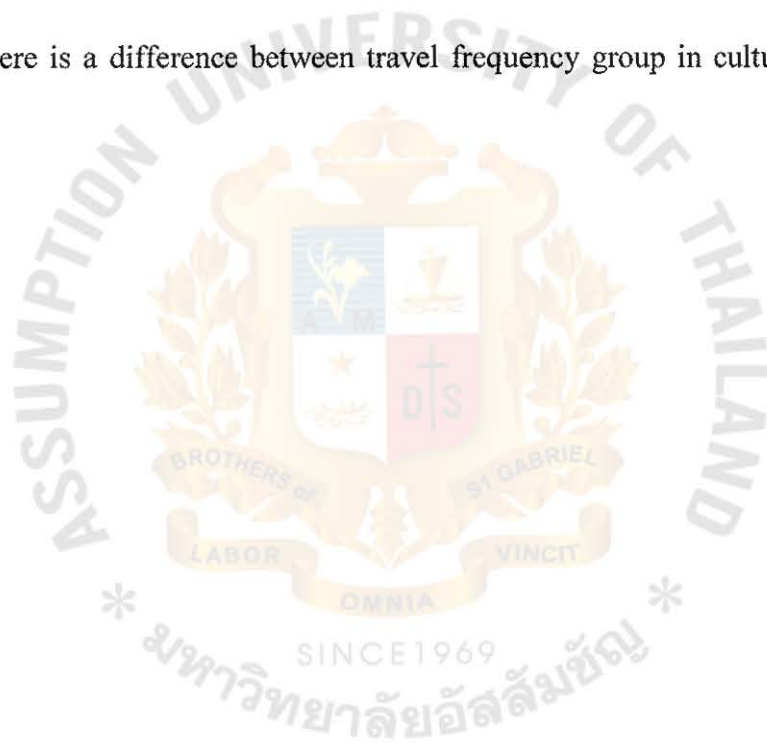 ere is a difference between travel frequency group in cultu
ASSUMPTION UNIVERSITY OF THAILAND
A M
D S
BROTHERS of ST GABRIEL
LABOR VINCIT
OMNIA
* SINCE1969 *
มหาวิทยาลัยอัสสัมชัญ